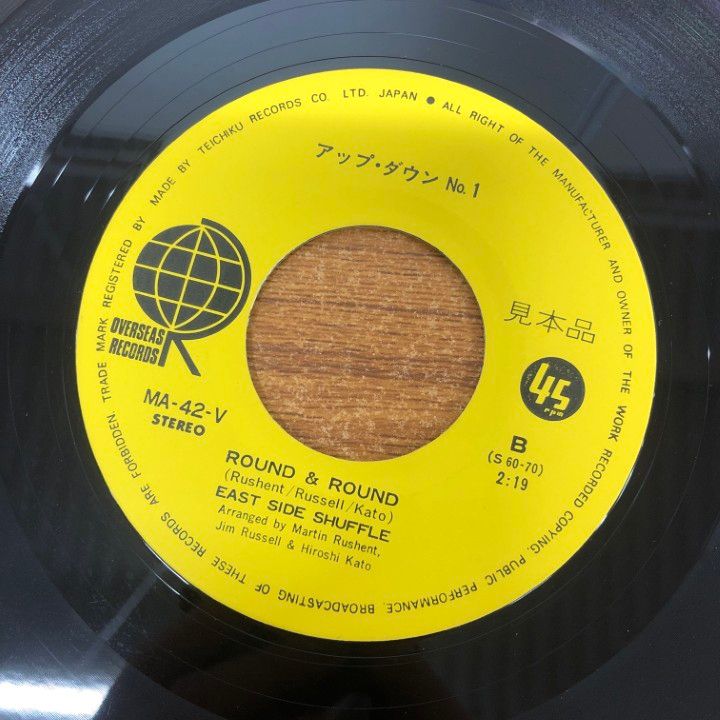 MADE BY TEICHIKU RECORDS CO. LTD. JAPAN ● ALL RIGHT OF THE MANUFACTURER AND OWNER OF THE WORK RECORDED COPYING, PUBLIC PERFORMANCE, BROADCASTING OF THESE RECORDS ARE FORBIDDEN TRADE MARK REGISTERED BY
アップ・ダウン No.1
OVERSEAS
RECORDS
見本品
45
rpm
MA-42-V
STEREO
B
(S 60-70)
2:19
ROUND & ROUND
(Rushent/Russell/Kato)
EAST SIDE SHUFFLE
Arranged by Martin Rushent,
Jim Russell & Hiroshi Kato